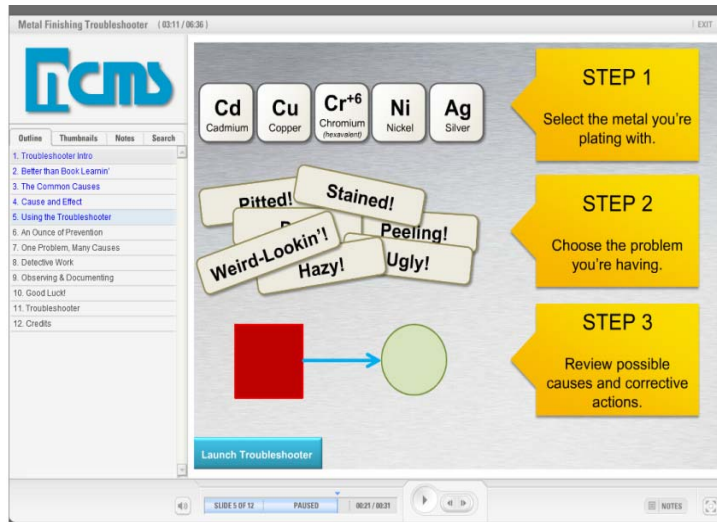 Metal Finishing Troubleshooter ( 03:11 / 06:36 )
EXIT
ncms
Outline Thumbnails Notes Search
1. Troubleshooter Intro
2. Better than Book Learnin'
3. The Common Causes
4. Cause and Effect
5. Using the Troubleshooter
6. An Ounce of Prevention
7. One Problem, Many Causes
8. Detective Work
9. Observing & Documenting
10. Good Luck!
11. Troubleshooter
12. Credits
Cd
Cadmium
Cu
Copper
Cr+6
Chromium
(hexavalent)
Ni
Nickel
Ag
Silver
Pitted!
Stained!
Peeling!
Weird-Lookin'!
Hazy!
Ugly!
STEP 1
Select the metal you're
plating with.
STEP 2
Choose the problem
you're having.
STEP 3
Review possible
causes and corrective
actions.
Launch Troubleshooter
SLIDE 5 OF 12 PAUSED 00:21 / 00:31
NOTES